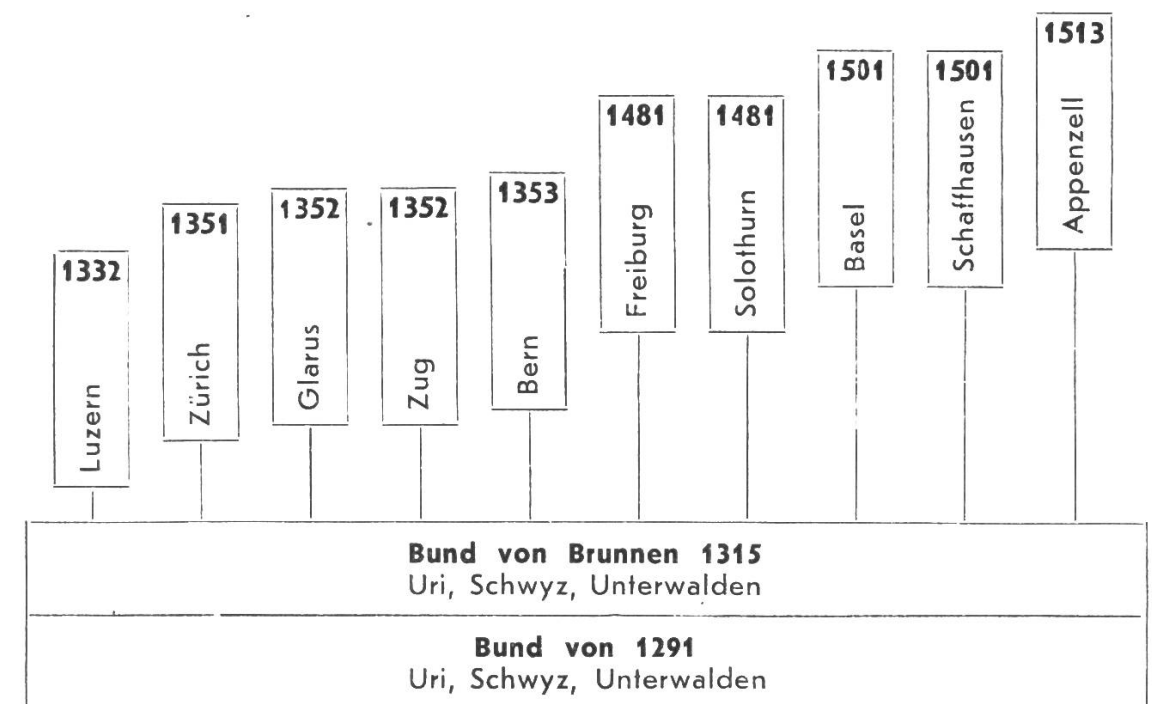 1332
Luzern
1351
Zürich
1352
Glarus
1352
Zug
1353
Bern
1481
Freiburg
1481
Solothurn
1501
Basel
1501
Schaffhausen
1513
Appenzell
Bund von Brunnen 1315
Uri, Schwyz, Unterwalden
Bund von 1291
Uri, Schwyz, Unterwalden